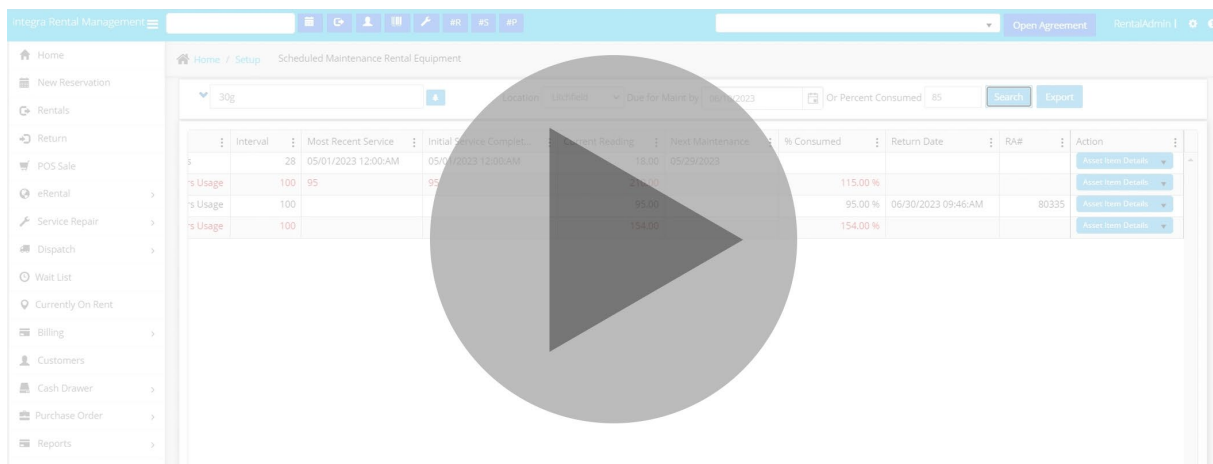 Integra Rental Management
#R #S #P
Open Agreement
RentalAdmin |
Home
New Reservation
Rentals
Return
POS Sale
eRental
Service Repair
Dispatch
Wait List
Currently On Rent
Billing
Customers
Cash Drawer
Purchase Order
Reports
Home / Setup Scheduled Maintenance Rental Equipment
30g Location Due for Maint by Or Percent Consumed 85 Search Export
Interval Most Recent Service Initial Service Complet... Current Reading Next Maintenance % Consumed Return Date RA# Action
s 28 05/01/2023 12:00:AM 05/01/2023 12:00:AM 18.00 05/29/2023 Asset Item Details
rs Usage 100 95 95 115.00 % Asset Item Details
rs Usage 100 95.00 95.00 % 06/30/2023 09:46:AM 80335 Asset Item Details
rs Usage 100 154.00 154.00 % Asset Item Details